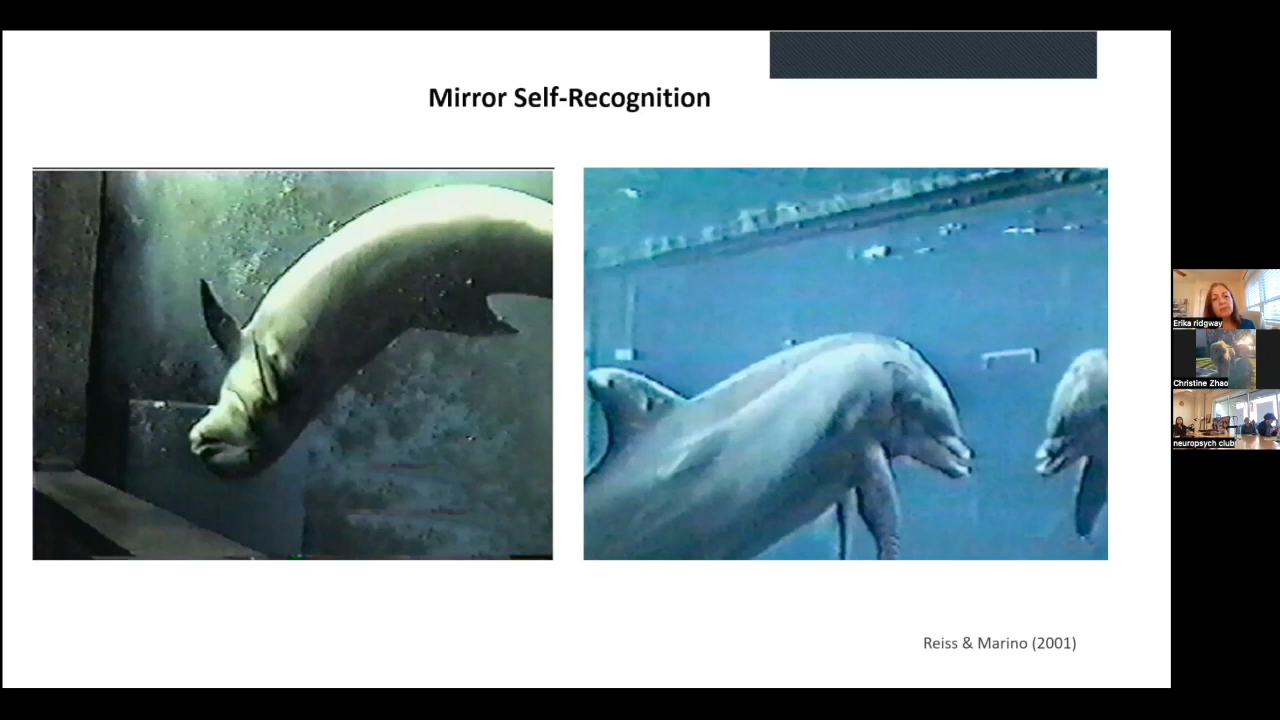 Mirror Self-Recognition
Erika ridgway
Christine Zhao
neuropsych club
Reiss & Marino (2001)